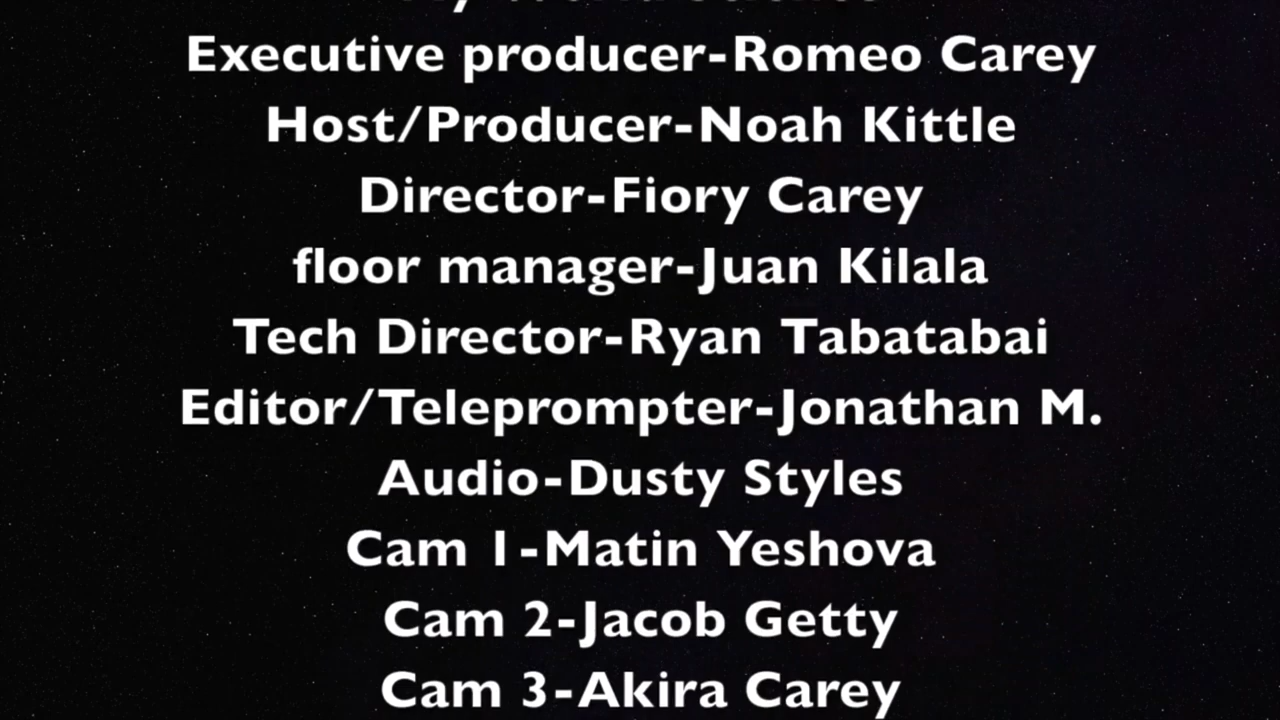 Executive producer-Romeo Carey
Host/Producer-Noah Kittle
Director-Fiory Carey
floor manager-Juan Kilala
Tech Director-Ryan Tabatabai
Editor/Teleprompter-Jonathan M.
Audio-Dusty Styles
Cam 1-Matin Yeshova
Cam 2-Jacob Getty
Cam 3-Akira Carey